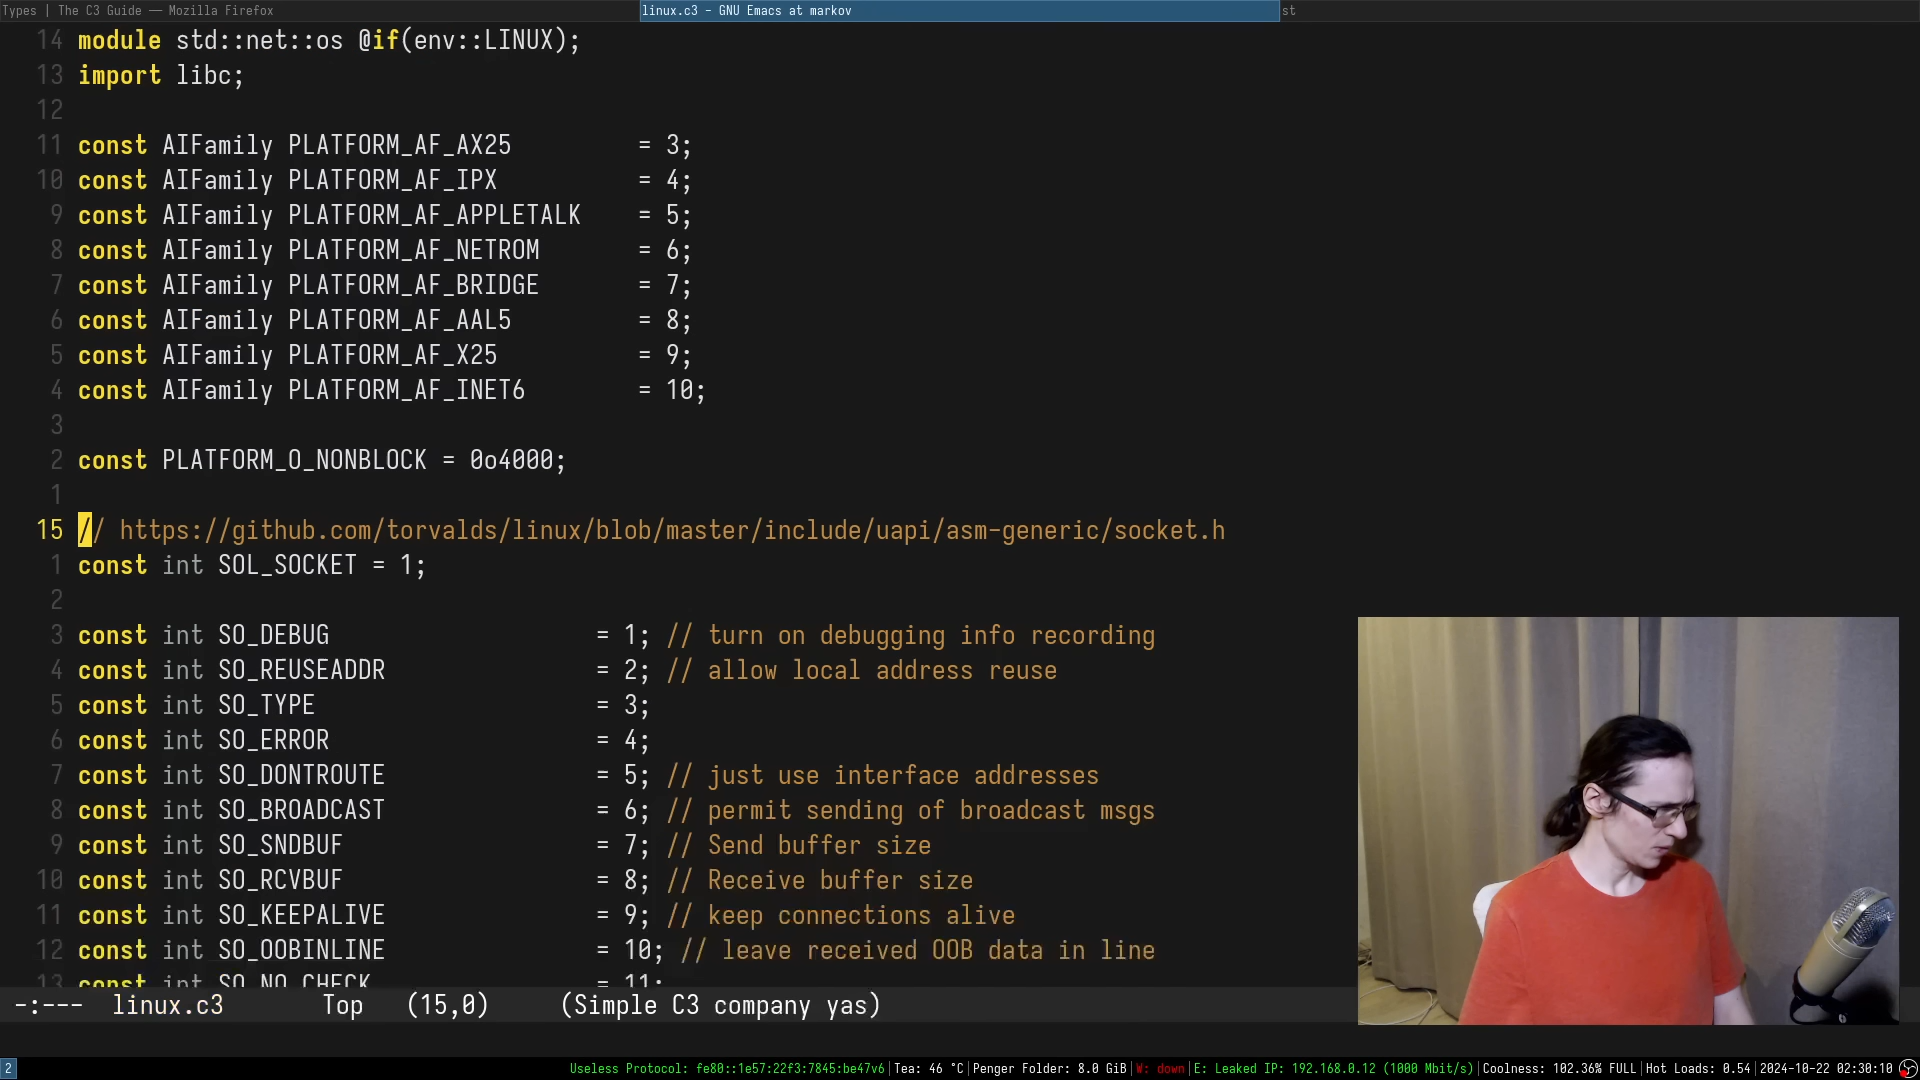 Types | The C3 Guide — Mozilla Firefox
linux.c3 - GNU Emacs at markov
st
14 module std::net::os @if(env::LINUX);
13 import libc;
12
11 const AIFamily PLATFORM_AF_AX25 = 3;
10 const AIFamily PLATFORM_AF_IPX = 4;
9 const AIFamily PLATFORM_AF_APPLETALK = 5;
8 const AIFamily PLATFORM_AF_NETROM = 6;
7 const AIFamily PLATFORM_AF_BRIDGE = 7;
6 const AIFamily PLATFORM_AF_AAL5 = 8;
5 const AIFamily PLATFORM_AF_X25 = 9;
4 const AIFamily PLATFORM_AF_INET6 = 10;
3
2 const PLATFORM_O_NONBLOCK = 0o4000;
1
15 // https://github.com/torvalds/linux/blob/master/include/uapi/asm-generic/socket.h
1 const int SOL_SOCKET = 1;
2
3 const int SO_DEBUG = 1; // turn on debugging info recording
4 const int SO_REUSEADDR = 2; // allow local address reuse
5 const int SO_TYPE = 3;
6 const int SO_ERROR = 4;
7 const int SO_DONTROUTE = 5; // just use interface addresses
8 const int SO_BROADCAST = 6; // permit sending of broadcast msgs
9 const int SO_SNDBUF = 7; // Send buffer size
10 const int SO_RCVBUF = 8; // Receive buffer size
11 const int SO_KEEPALIVE = 9; // keep connections alive
12 const int SO_OOBINLINE = 10; // leave received OOB data in line
13 const int SO_NO_CHECK = 11;
-:--- linux.c3 Top (15,0) (Simple C3 company yas)
2
Useless Protocol: fe80::1e57:22f3:7845:be47v6|Tea: 46 °C|Penger Folder: 8.0 GiB|W: down|E: Leaked IP: 192.168.0.12 (1000 Mbit/s)|Coolness: 102.36% FULL|Hot Loads: 0.54|2024-10-22 02:30:10